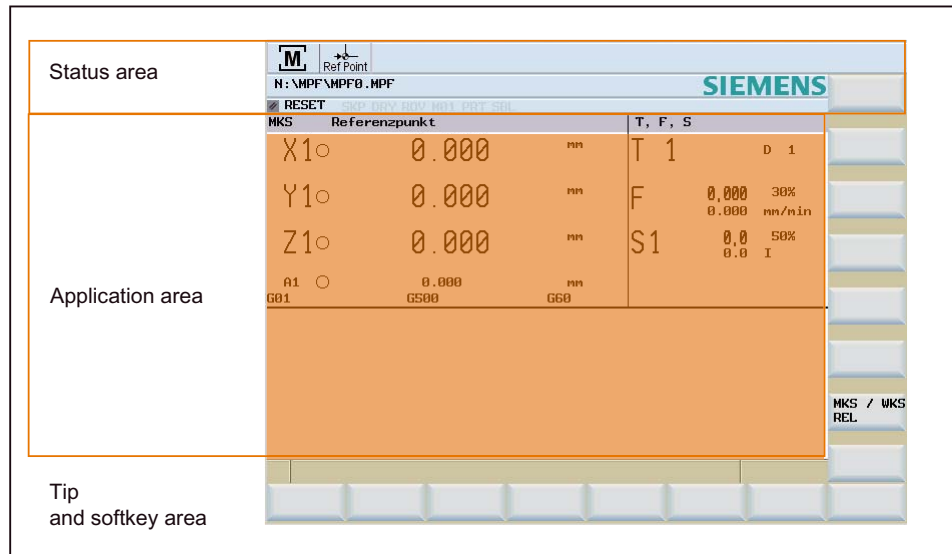 Status area
M
Ref Point
N:\MPF\MPF0.MPF
SIEMENS
RESET SKP DRY ROV M01 PRT SBL
MKS Referenzpunkt T, F, S
X1 0.000 mm T 1 D 1
Y1 0.000 mm F 0,000 30%
0.000 mm/min
Z1 0.000 mm S1 0,0 50%
0.0 I
A1 0.000 mm
G01 G500 G60
Application area
MKS / WKS
REL
Tip
and softkey area